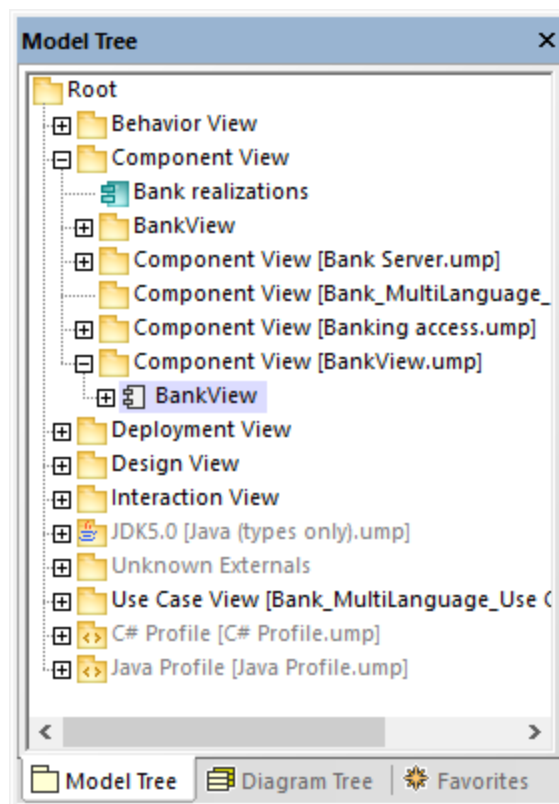 Model Tree
Root
Behavior View
Component View
Bank realizations
BankView
Component View [Bank Server.ump]
Component View [Bank_MultiLanguage_
Component View [Banking access.ump]
Component View [BankView.ump]
BankView
Deployment View
Design View
Interaction View
JDK5.0 [Java (types only).ump]
Unknown Externals
Use Case View [Bank_MultiLanguage_Use
C# Profile [C# Profile.ump]
Java Profile [Java Profile.ump]
Model Tree Diagram Tree Favorites